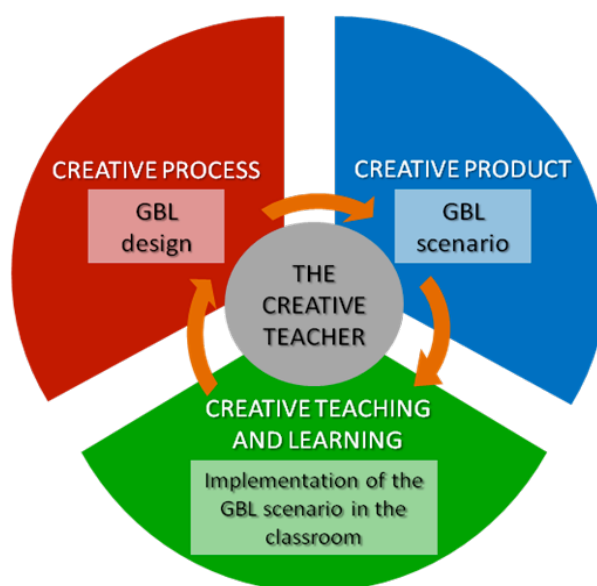 CREATIVE PROCESS
GBL
design
CREATIVE PRODUCT
GBL
scenario
THE
CREATIVE
TEACHER
CREATIVE TEACHING
AND LEARNING
Implementation of the
GBL scenario in the
classroom